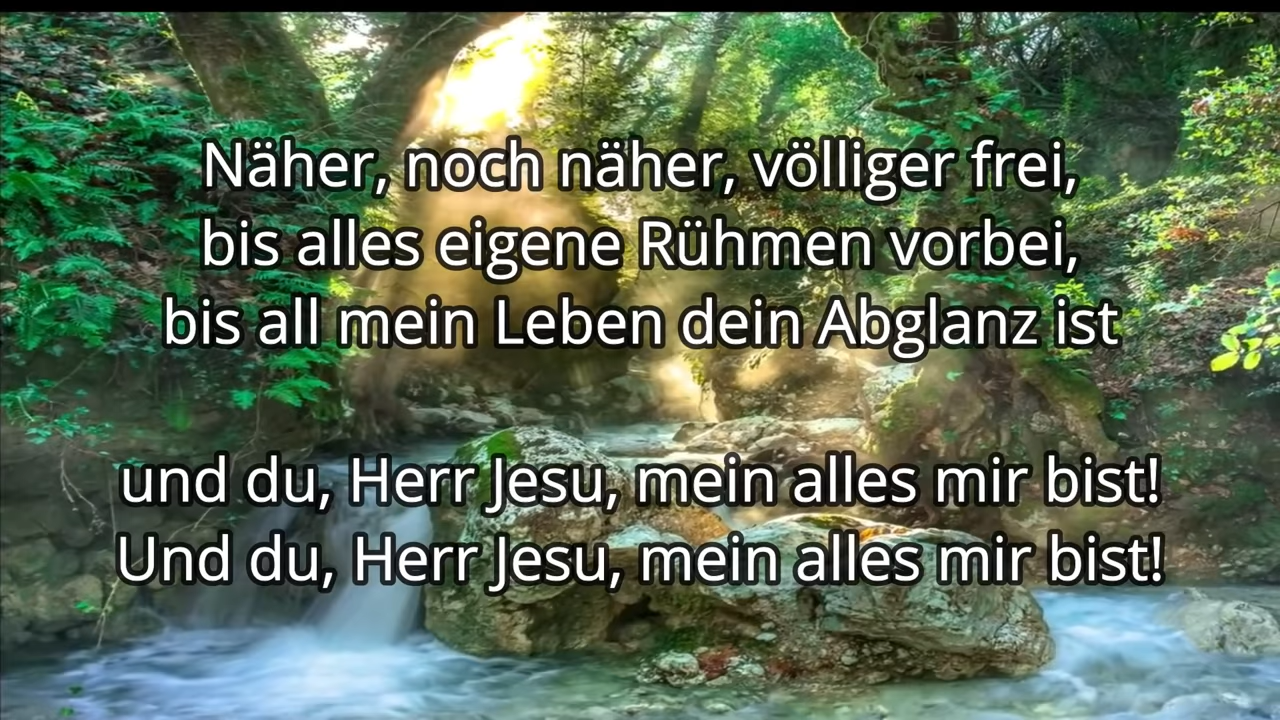 Näher, noch näher, völliger frei,
bis alles eigene Rühmen vorbei,
bis all mein Leben dein Abglanz ist
und du, Herr Jesu, mein alles mir bist!
Und du, Herr Jesu, mein alles mir bist!